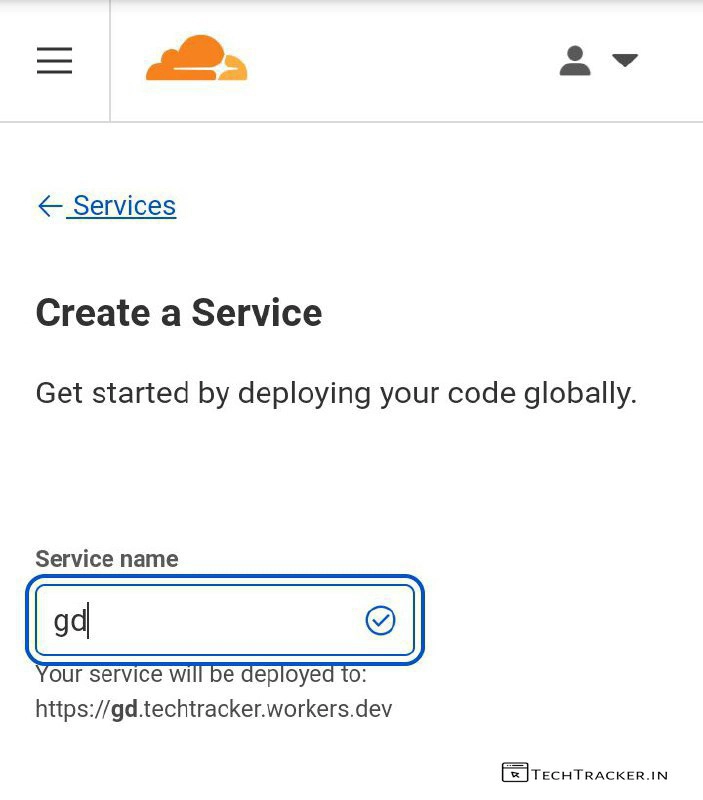 Services
Create a Service
Get started by deploying your code globally.
Service name
gd
Your service will be deployed to:
https://gd.techtracker.workers.dev
TECHTRACKER.IN